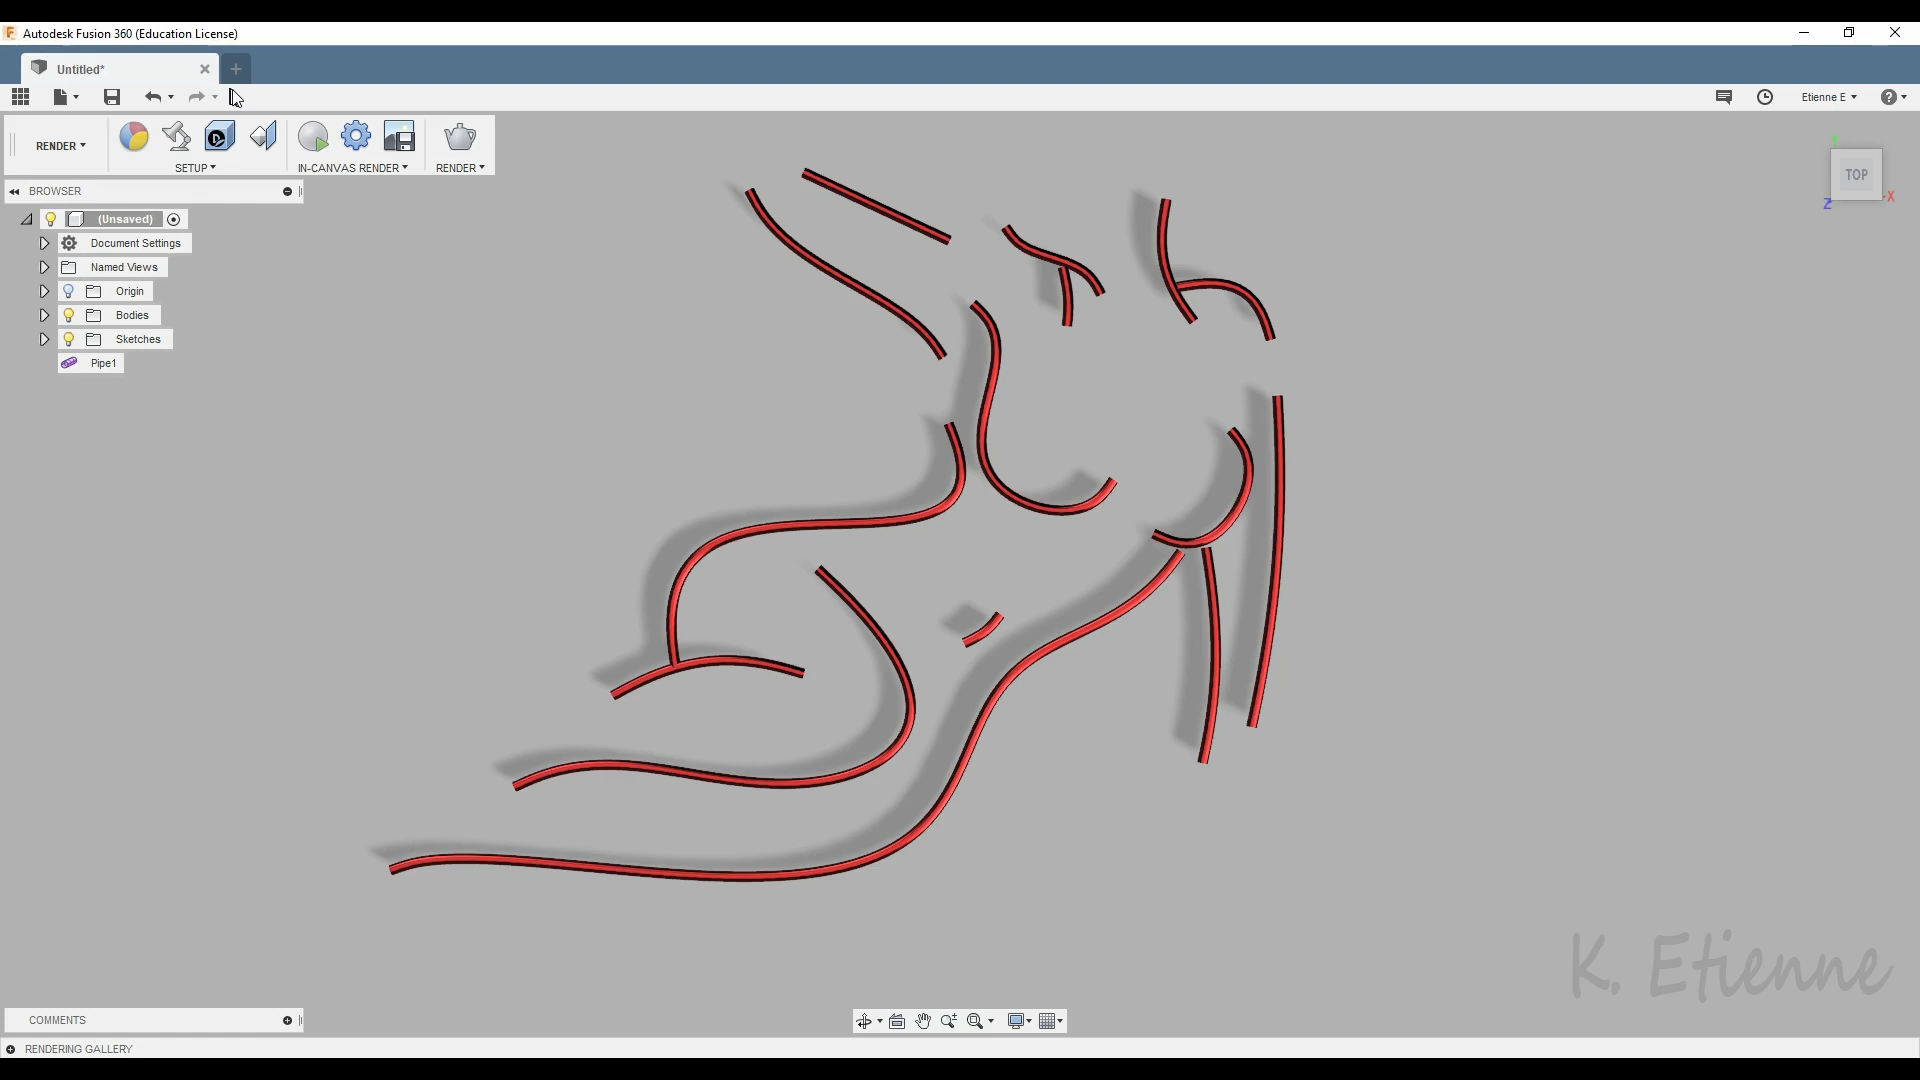 Autodesk Fusion 360 (Education License)
Untitled*
Etienne E
RENDER
SETUP
IN-CANVAS RENDER
RENDER
BROWSER
(Unsaved)
Document Settings
Named Views
Origin
Bodies
Sketches
Pipe1
TOP
X
Z
K. Etienne
COMMENTS
RENDERING GALLERY